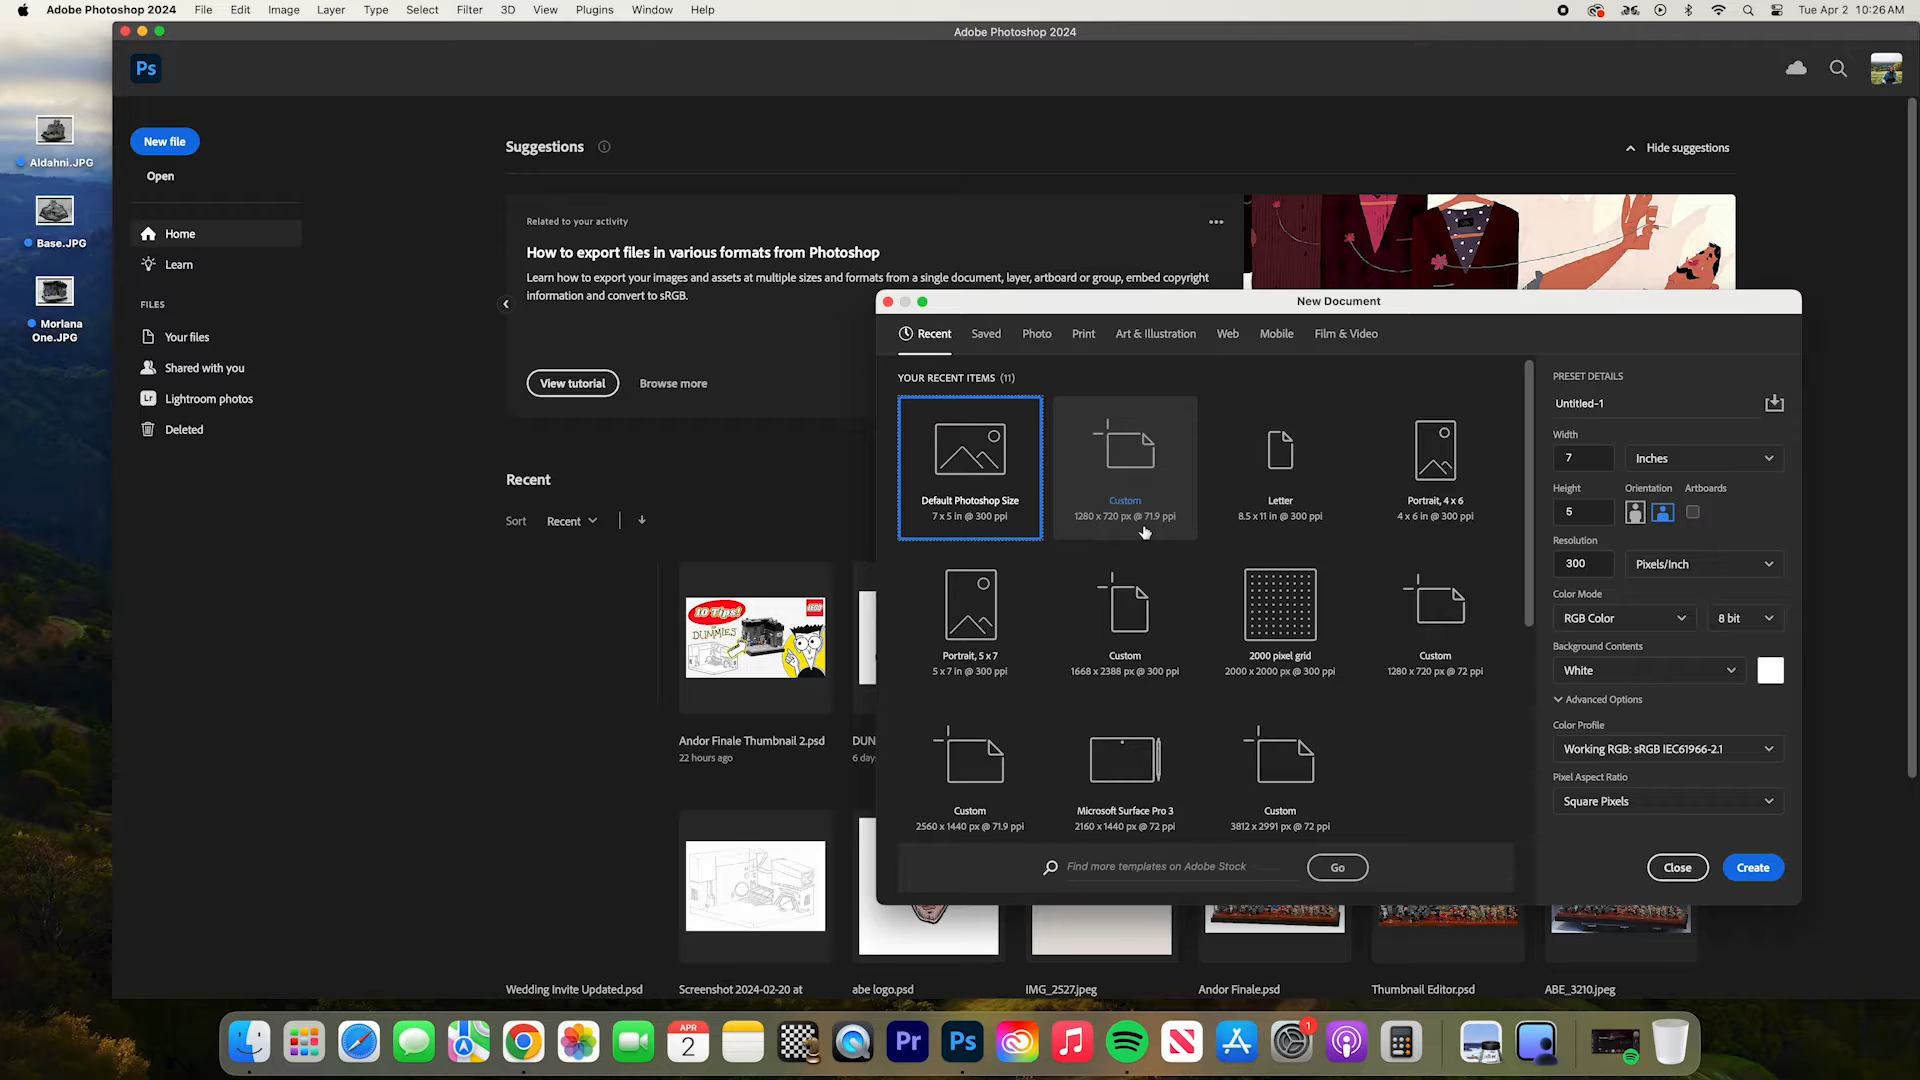 Adobe Photoshop 2024 File Edit Image Layer Type Select Filter 3D View Plugins Window Help Tue Apr 2 10:26 AM
Adobe Photoshop 2024
Ps
Aldahni.JPG
Base.JPG
Morlana
One.JPG
New file
Open
Home
Learn
FILES
Your files
Shared with you
Lr Lightroom photos
Deleted
Suggestions
Hide suggestions
Related to your activity
How to export files in various formats from Photoshop
Learn how to export your images and assets at multiple sizes and formats from a single document, layer, artboard or group, embed copyright
information and convert to sRGB.
View tutorial Browse more
Recent
Sort Recent
10 Tips!
LEGO
DUMMIES
Andor Finale Thumbnail 2.psd
22 hours ago
DUN
6 day
Wedding Invite Updated.psd
Screenshot 2024-02-20 at
abe logo.psd
IMG_2527.jpeg
Andor Finale.psd
Thumbnail Editor.psd
ABE_3210.jpeg
New Document
Recent Saved Photo Print Art & Illustration Web Mobile Film & Video
YOUR RECENT ITEMS (11)
Default Photoshop Size
7 x 5 in @ 300 ppi
Custom
1280 x 720 px @ 71.9 ppi
Letter
8.5 x 11 in @ 300 ppi
Portrait, 4 x 6
4 x 6 in @ 300 ppi
Portrait, 5 x 7
5 x 7 in @ 300 ppi
Custom
1668 x 2388 px @ 300 ppi
2000 pixel grid
2000 x 2000 px @ 300 ppi
Custom
1280 x 720 px @ 72 ppi
Custom
2560 x 1440 px @ 71.9 ppi
Microsoft Surface Pro 3
2160 x 1440 px @ 72 ppi
Custom
3812 x 2991 px @ 72 ppi
Find more templates on Adobe Stock
Go
PRESET DETAILS
Untitled-1
Width
7 Inches
Height Orientation Artboards
5
Resolution
300 Pixels/Inch
Color Mode
RGB Color 8 bit
Background Contents
White
Advanced Options
Color Profile
Working RGB: sRGB IEC61966-2.1
Pixel Aspect Ratio
Square Pixels
Close Create
APR
2
Pr
Ps
1